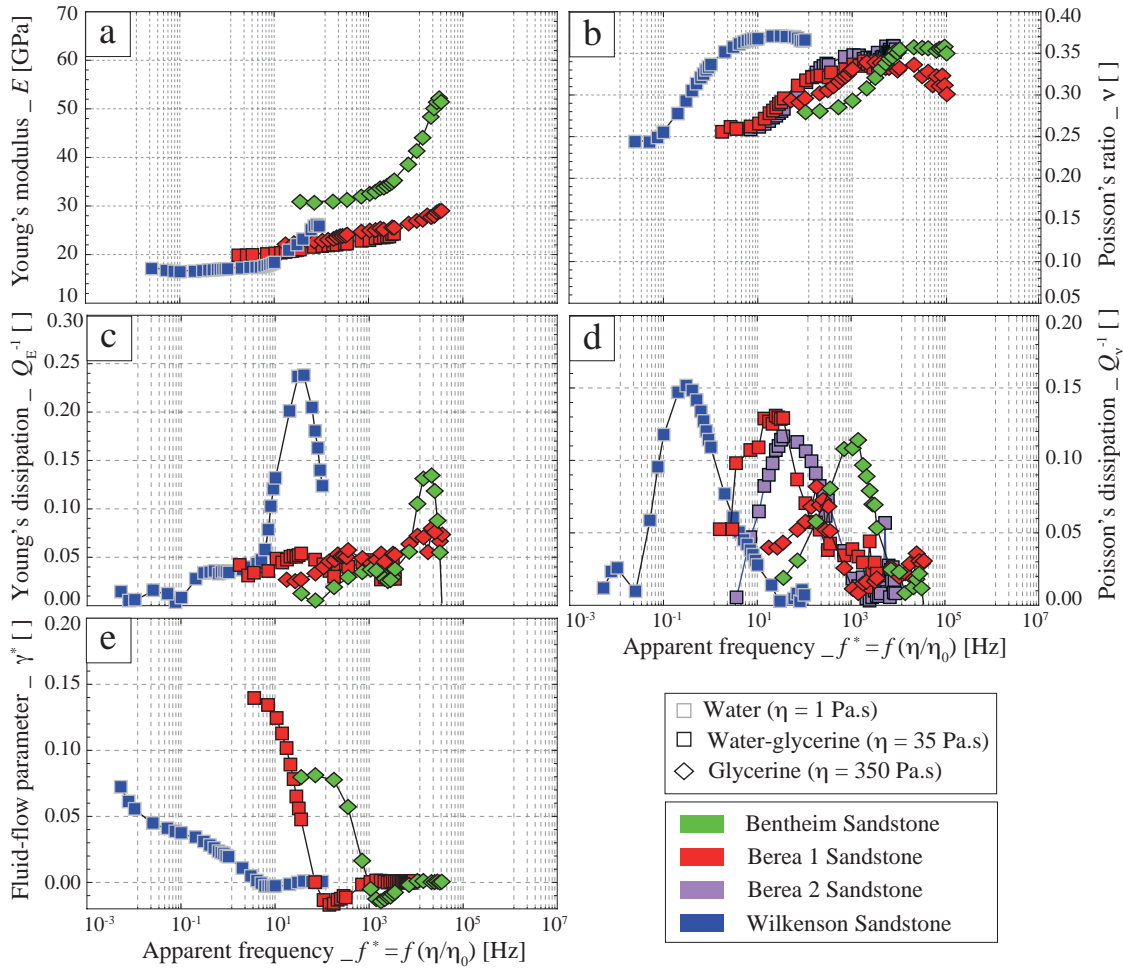 a
Young's modulus _ E [GPa]
70
60
50
40
30
20
10
b
Poisson's ratio _ ν [ ]
0.40
0.35
0.30
0.25
0.20
0.15
0.10
0.05
c
Young's dissipation _ Q_E^-1 [ ]
0.30
0.25
0.20
0.15
0.10
0.05
0.00
d
Poisson's dissipation _ Q_ν^-1 [ ]
0.20
0.15
0.10
0.05
0.00
10^-3 10^-1 10^1 10^3 10^5 10^7
Apparent frequency _ f* = f (η/η_0) [Hz]
e
Fluid-flow parameter _ γ* [ ]
0.20
0.15
0.10
0.05
0.00
10^-3 10^-1 10^1 10^3 10^5 10^7
Apparent frequency _ f* = f (η/η_0) [Hz]
Water (η = 1 Pa.s)
Water-glycerine (η = 35 Pa.s)
Glycerine (η = 350 Pa.s)
Bentheim Sandstone
Berea 1 Sandstone
Berea 2 Sandstone
Wilkenson Sandstone